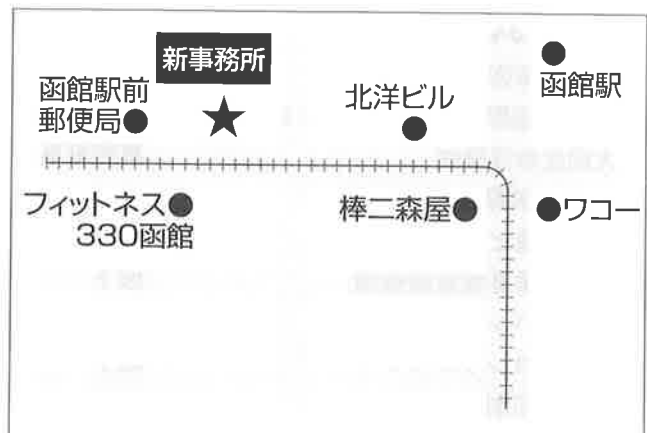 新事務所
函館駅
函館駅前
郵便局
北洋ビル
フィットネス
330函館
棒二森屋
ワコー